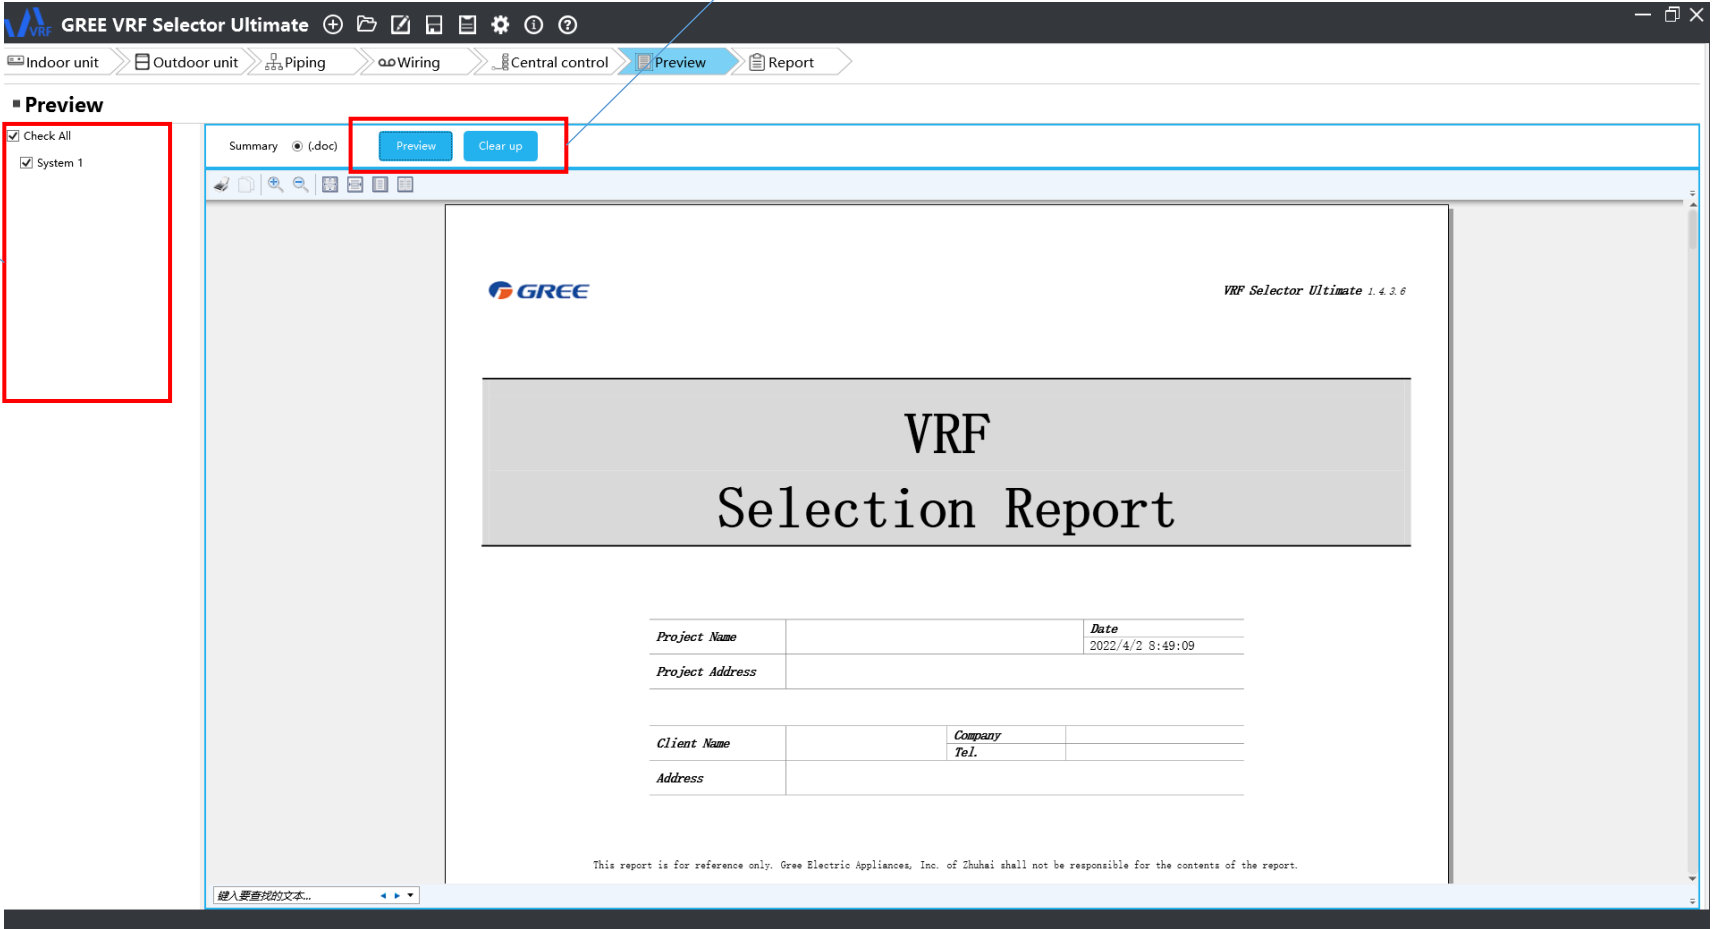 VRF GREE VRF Selector Ultimate
Indoor unit Outdoor unit Piping Wiring Central control Preview Report
Preview
Check All
System 1
Summary (.doc) Preview Clear up
GREE
VRF Selector Ultimate 1.4.3.6
VRF
Selection Report
Project Name
Date
2022/4/2 8:49:09
Project Address
Client Name
Company
Tel.
Address
This report is for reference only. Gree Electric Appliances, Inc. of Zhuhai shall not be responsible for the contents of the report.
键入要查找的文本...